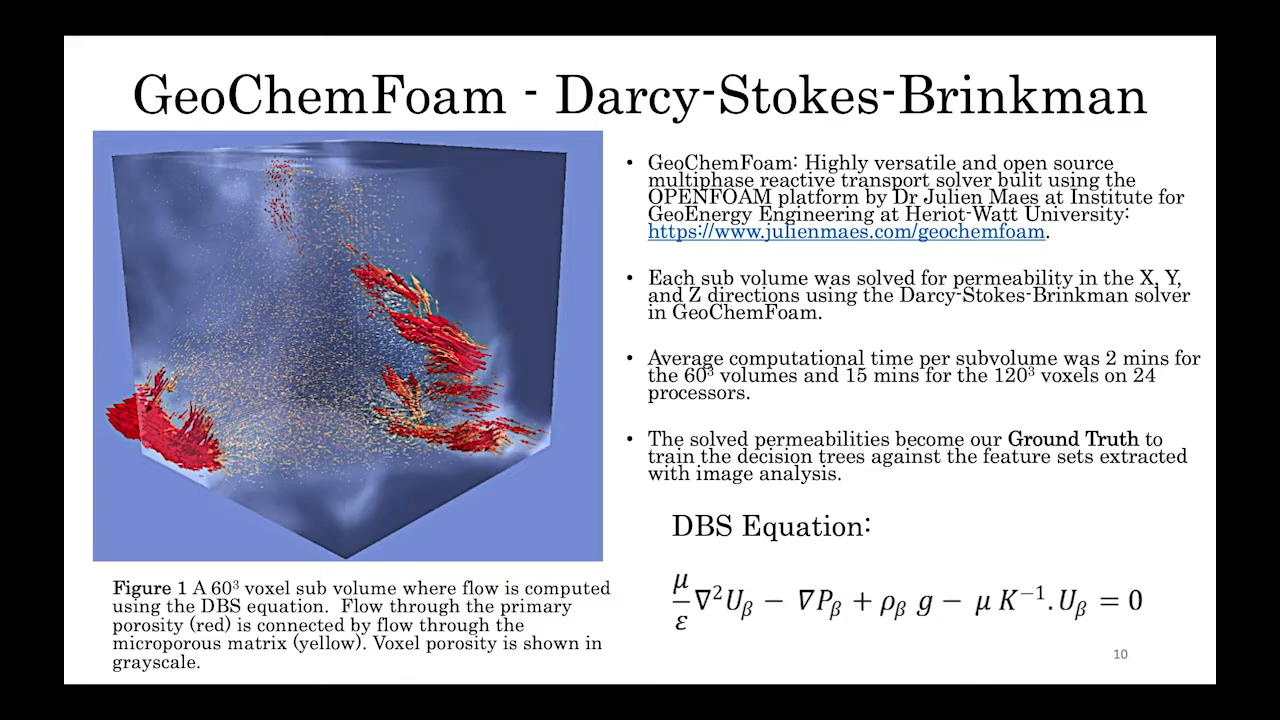 GeoChemFoam - Darcy-Stokes-Brinkman
• GeoChemFoam: Highly versatile and open source
multiphase reactive transport solver bulit using the
OPENFOAM platform by Dr Julien Maes at Institute for
GeoEnergy Engineering at Heriot-Watt University:
https://www.julienmaes.com/geochemfoam.
• Each sub volume was solved for permeability in the X, Y,
and Z directions using the Darcy-Stokes-Brinkman solver
in GeoChemFoam.
• Average computational time per subvolume was 2 mins for
the 60³ volumes and 15 mins for the 120³ voxels on 24
processors.
• The solved permeabilities become our Ground Truth to
train the decision trees against the feature sets extracted
with image analysis.
DBS Equation:
μ/ε ∇²U_β − ∇P_β + ρ_β g − μ K⁻¹. U_β = 0
Figure 1 A 60³ voxel sub volume where flow is computed
using the DBS equation. Flow through the primary
porosity (red) is connected by flow through the
microporous matrix (yellow). Voxel porosity is shown in
grayscale.
10